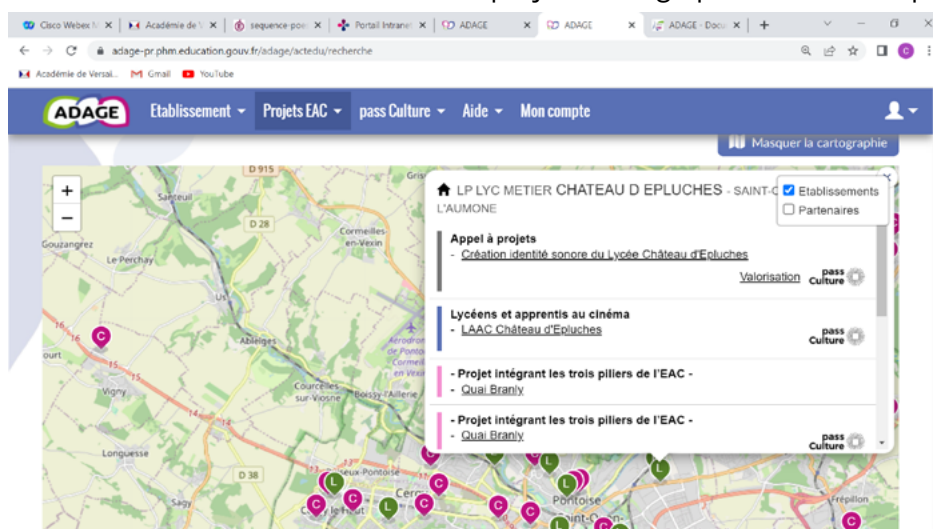 Cisco Webex
Académie de V
sequence-poe
Portail Intranet
ADAGE
ADAGE
ADAGE - Docu
adage-pr.phm.education.gouv.fr/adage/actedu/recherche
Académie de Versai...
Gmail
YouTube
ADAGE
Etablissement
Projets EAC
pass Culture
Aide
Mon compte
Masquer la cartographie
+
−
LP LYC METIER CHATEAU D EPLUCHES - SAINT-O
L'AUMONE
Etablissements
Partenaires
Appel à projets
- Création identité sonore du Lycée Château d'Epluches
Valorisation
pass Culture
Lycéens et apprentis au cinéma
- LAAC Château d'Epluches
pass Culture
- Projet intégrant les trois piliers de l'EAC -
- Quai Branly
- Projet intégrant les trois piliers de l'EAC -
- Quai Branly
pass Culture
D 915
Santeuil
D 28
Cormeilles-en-Vexin
Gouzangrez
Le Perchay
Us
Ableiges
Courcelles-sur-Viosne
Boissy-l'Aillerie
Vigny
Longuesse
D 38
Sagy
Pontoise
Frépillon